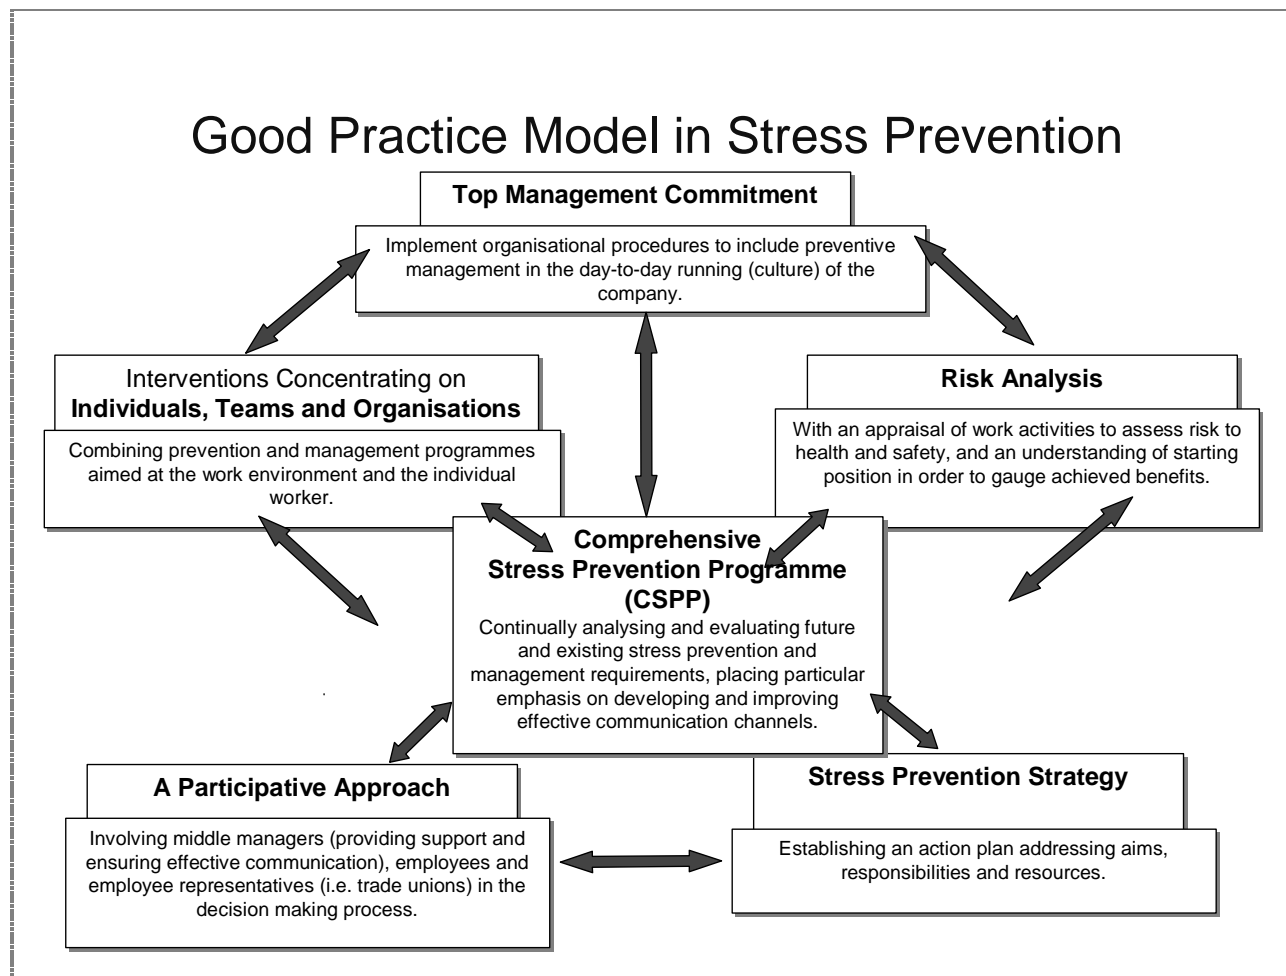 Good Practice Model in Stress Prevention
Top Management Commitment
Implement organisational procedures to include preventive
management in the day-to-day running (culture) of the
company.
Interventions Concentrating on
Individuals, Teams and Organisations
Combining prevention and management programmes
aimed at the work environment and the individual
worker.
Risk Analysis
With an appraisal of work activities to assess risk to
health and safety, and an understanding of starting
position in order to gauge achieved benefits.
Comprehensive
Stress Prevention Programme
(CSPP)
Continually analysing and evaluating future
and existing stress prevention and
management requirements, placing particular
emphasis on developing and improving
effective communication channels.
A Participative Approach
Involving middle managers (providing support and
ensuring effective communication), employees and
employee representatives (i.e. trade unions) in the
decision making process.
Stress Prevention Strategy
Establishing an action plan addressing aims,
responsibilities and resources.